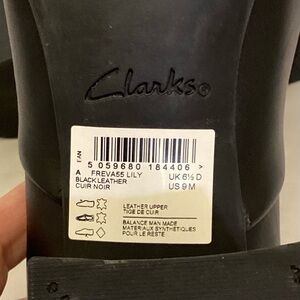 Clarks®
EAN
5 059680 184406 >
A FREVA55 LILY UK 6½ D
BLACK LEATHER US 9 M
CUIR NOIR
LEATHER UPPER
TIGE DE CUIR
BALANCE MAN MADE
MATERIAUX SYNTHETIQUES
POUR LE RESTE